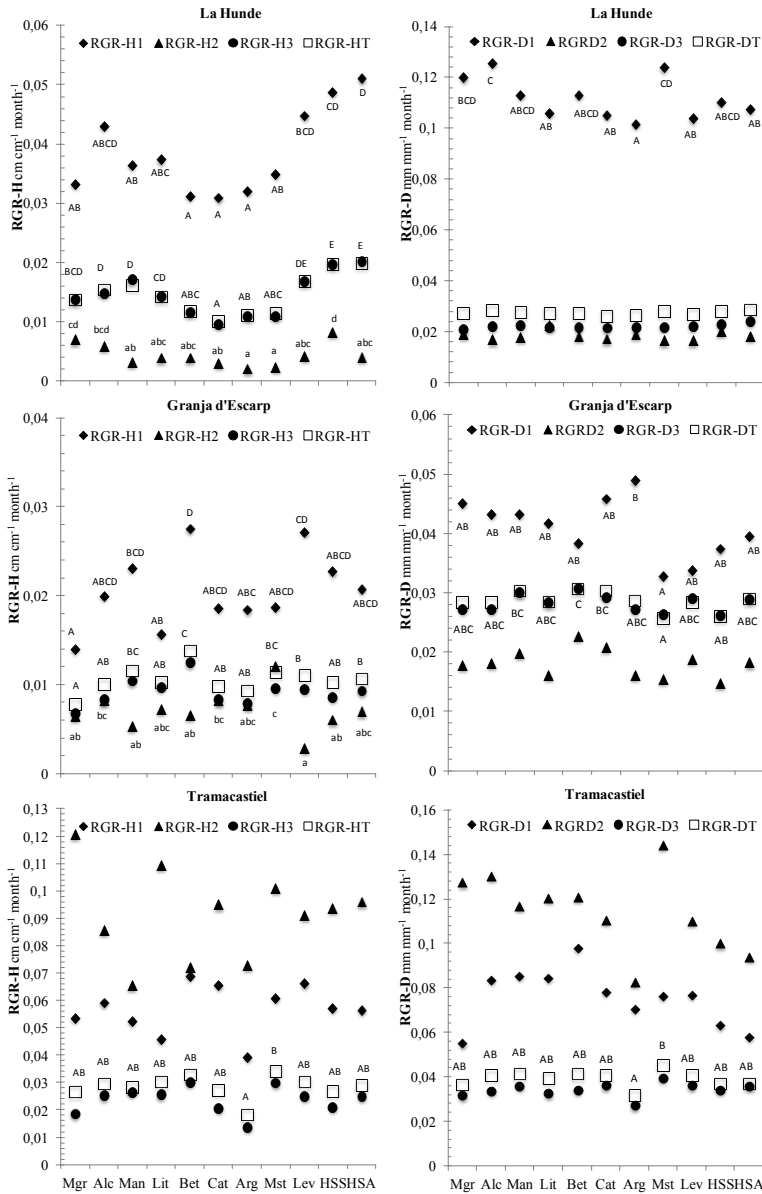 La Hunde
RGR-H1 RGR-H2 RGR-H3 RGR-HT
RGR-H cm cm-1 month-1
0,06
0,05
0,04
0,03
0,02
0,01
0
AB ABCD AB ABC A A A AB BCD CD D
BCD D D CD ABC A AB ABC DE E E
cd bcd ab abc abc ab a a abc d abc
La Hunde
RGR-D1 RGRD2 RGR-D3 RGR-DT
RGR-D mm mm-1 month-1
0,14
0,12
0,1
0,08
0,06
0,04
0,02
0
BCD C ABCD AB ABCD AB A CD AB ABCD AB
Granja d'Escarp
RGR-H1 RGR-H2 RGR-H3 RGR-HT
RGR-H cm cm-1 month-1
0,04
0,03
0,02
0,01
0
A ABCD BCD AB D ABCD ABC ABCD CD ABCD ABCD
A AB BC AB C AB AB BC B AB B
ab bc ab abc ab bc abc c a ab abc
Granja d'Escarp
RGR-D1 RGRD2 RGR-D3 RGR-DT
RGR-D mm mm-1 month-1
0,06
0,05
0,04
0,03
0,02
0,01
0
AB AB AB AB AB AB B A AB AB AB
ABC ABC BC ABC C BC ABC A ABC AB ABC
Tramacastiel
RGR-H1 RGR-H2 RGR-H3 RGR-HT
RGR-H cm cm-1 month-1
0,13
0,12
0,11
0,1
0,09
0,08
0,07
0,06
0,05
0,04
0,03
0,02
0,01
0
AB AB AB AB AB AB A B AB AB AB
Mgr Alc Man Lit Bet Cat Arg Mst Lev HSS HSA
Tramacastiel
RGR-D1 RGRD2 RGR-D3 RGR-DT
RGR-D mm mm-1 month-1
0,16
0,14
0,12
0,1
0,08
0,06
0,04
0,02
0
AB AB AB AB AB AB A B AB AB AB
Mgr Alc Man Lit Bet Cat Arg Mst Lev HSS HSA